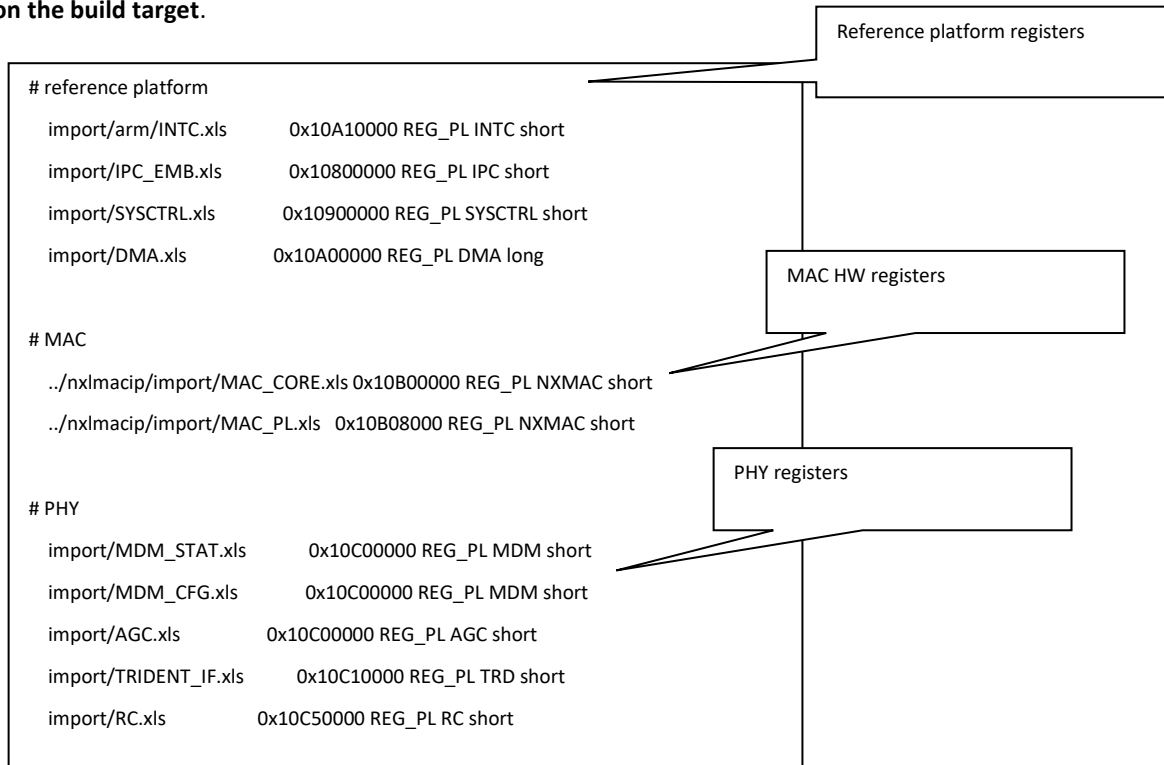 on the build target.
Reference platform registers
# reference platform
import/arm/INTC.xls 0x10A10000 REG_PL INTC short
import/IPC_EMB.xls 0x10800000 REG_PL IPC short
import/SYSCTRL.xls 0x10900000 REG_PL SYSCTRL short
import/DMA.xls 0x10A00000 REG_PL DMA long
MAC HW registers
# MAC
../nxlmacip/import/MAC_CORE.xls 0x10B00000 REG_PL NXMAC short
../nxlmacip/import/MAC_PL.xls 0x10B08000 REG_PL NXMAC short
PHY registers
# PHY
import/MDM_STAT.xls 0x10C00000 REG_PL MDM short
import/MDM_CFG.xls 0x10C00000 REG_PL MDM short
import/AGC.xls 0x10C00000 REG_PL AGC short
import/TRIDENT_IF.xls 0x10C10000 REG_PL TRD short
import/RC.xls 0x10C50000 REG_PL RC short